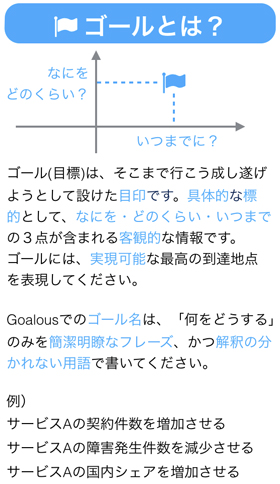 ゴールとは？
なにを
どのくらい？
いつまでに？
ゴール(目標)は、そこまで行こう成し遂げ
ようとして設けた目印です。具体的な標
的として、なにを・どのくらい・いつまで
の３点が含まれる客観的な情報です。
ゴールには、実現可能な最高の到達地点
を表現してください。
Goalousでのゴール名は、「何をどうする」
のみを簡潔明瞭なフレーズ、かつ解釈の分
かれない用語で書いてください。
例）
サービスAの契約件数を増加させる
サービスAの障害発生件数を減少させる
サービスAの国内シェアを増加させる